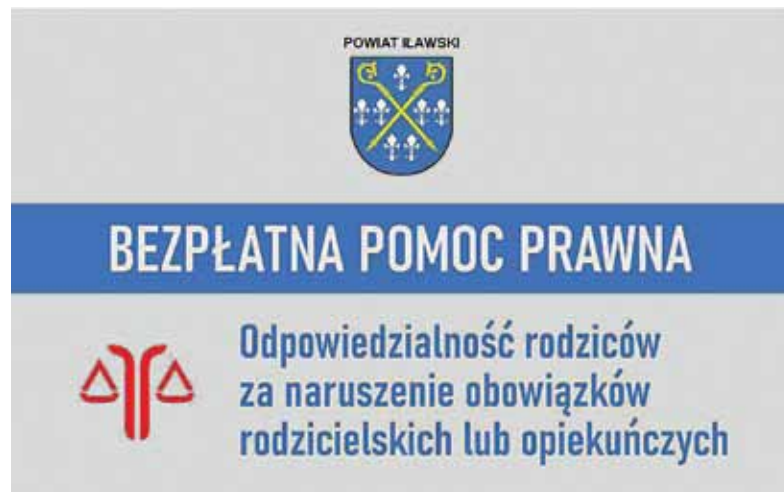 POWIAT IŁAWSKI
BEZPŁATNA POMOC PRAWNA
Odpowiedzialność rodziców
za naruszenie obowiązków
rodzicielskich lub opiekuńczych